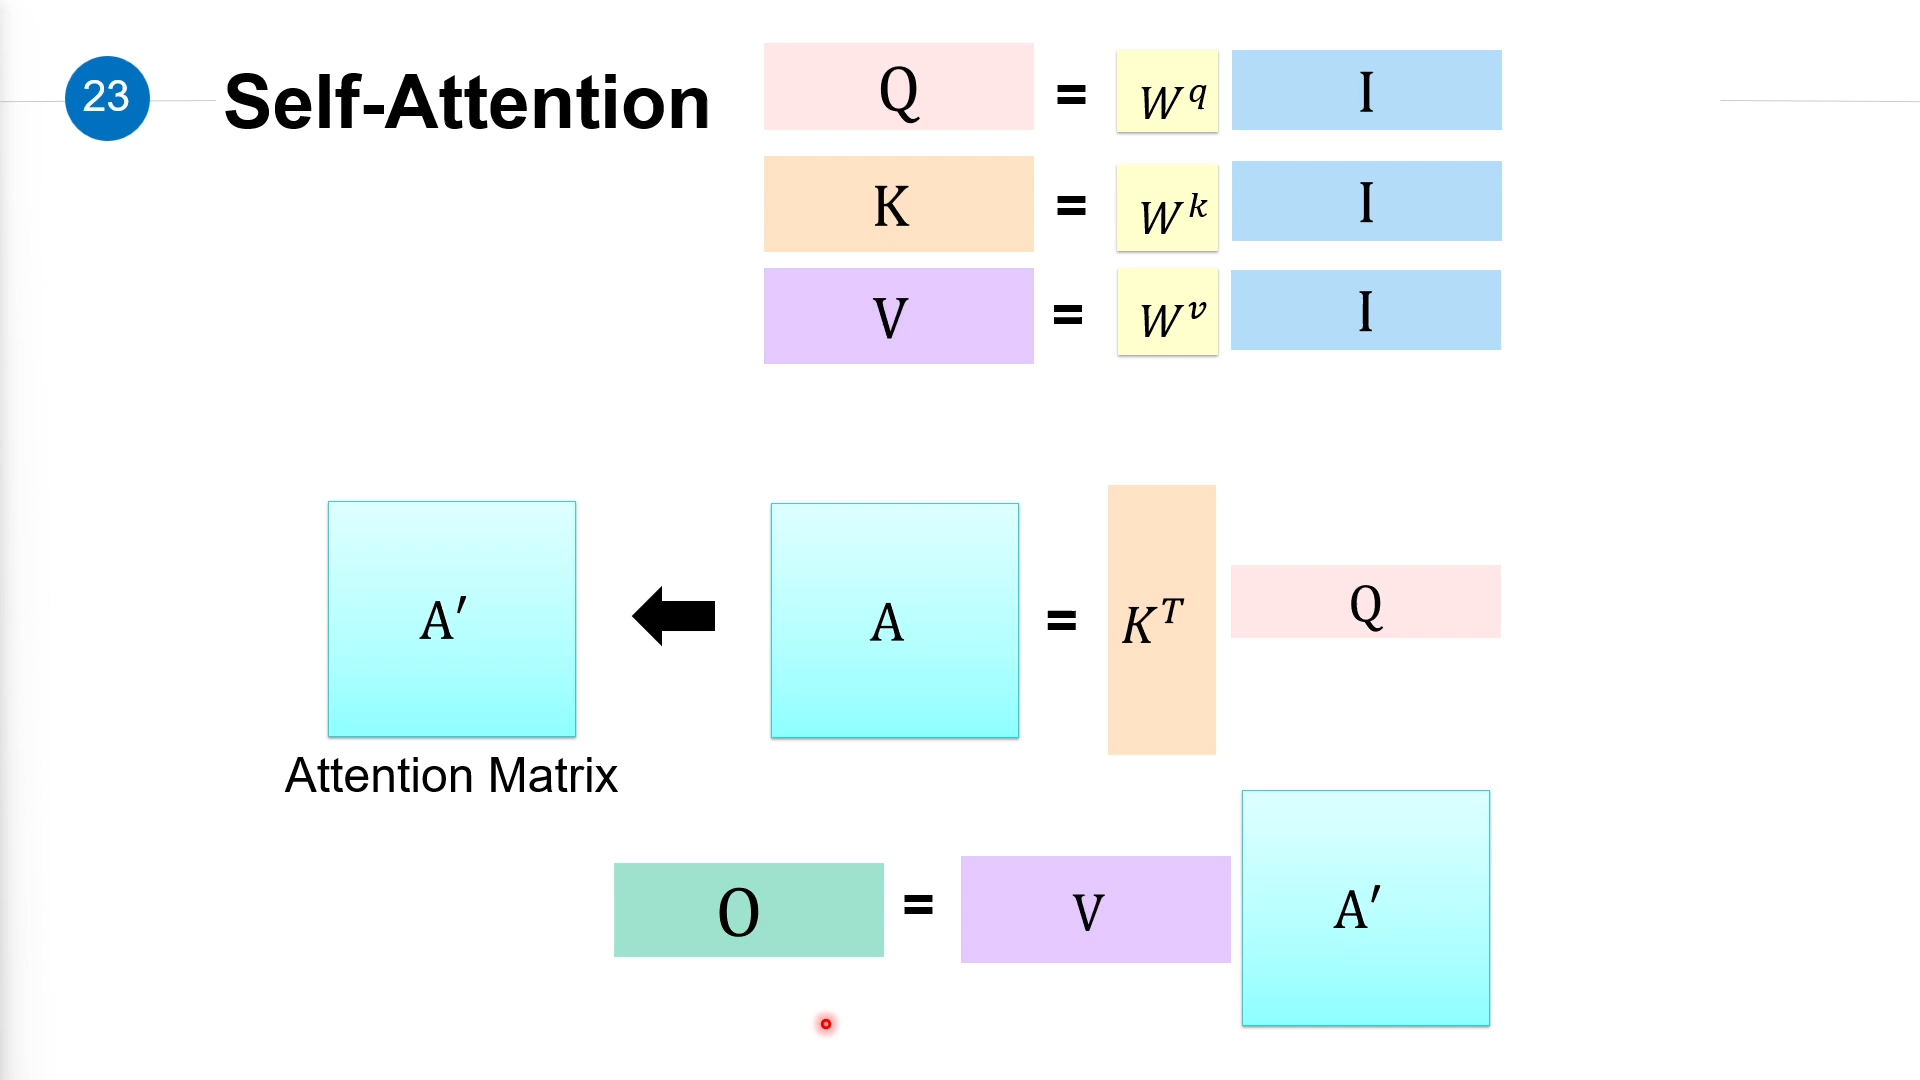 23
Self-Attention
Q = W^q I
K = W^k I
V = W^v I
A′ A = K^T Q
Attention Matrix
O = V A′